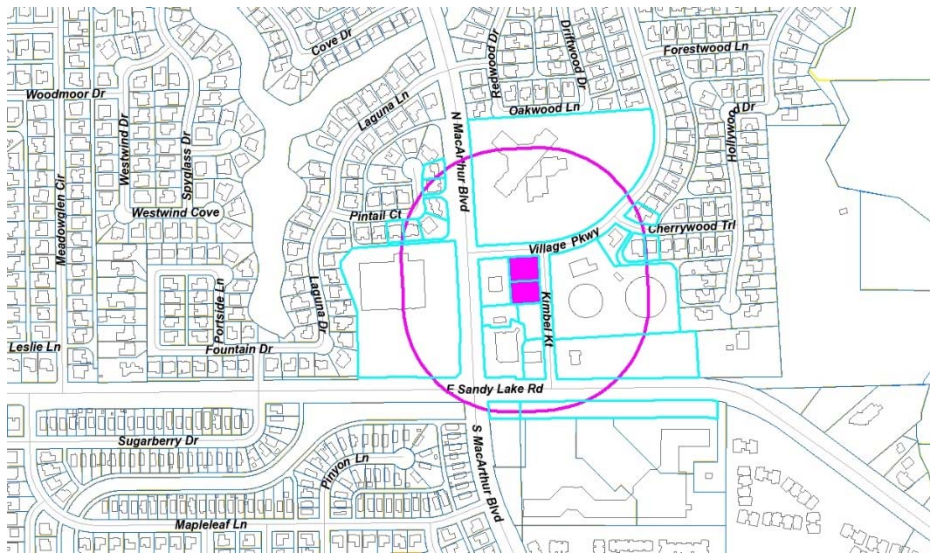 Cove Dr
Redwood Dr
Driftwood Dr
Forestwood Ln
Woodmoor Dr
Laguna Ln
Oakwood Ln
Hollywood Dr
Westwind Dr
Spyglass Dr
N MacArthur Blvd
Meadowglen Cir
Westwind Cove
Pintail Ct
Cherrywood Trl
Village Pkwy
Portside Ln
Laguna Dr
Kimbel Kt
Leslie Ln
Fountain Dr
E Sandy Lake Rd
Sugarberry Dr
Pinyon Ln
S MacArthur Blvd
Mapleleaf Ln